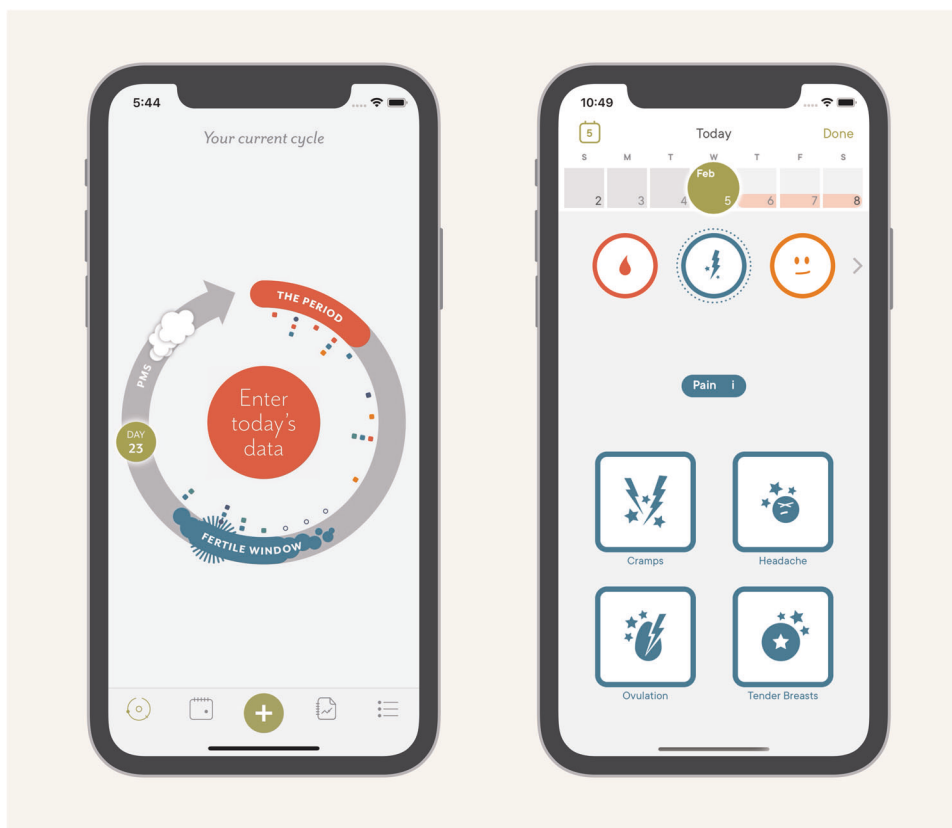 5:44
Your current cycle
THE PERIOD
PMS
Enter
today's
data
DAY
23
FERTILE WINDOW
+
10:49
5
Today
Done
S M T W T F S
Feb
2 3 4 5 6 7 8
Pain i
Cramps
Headache
Ovulation
Tender Breasts